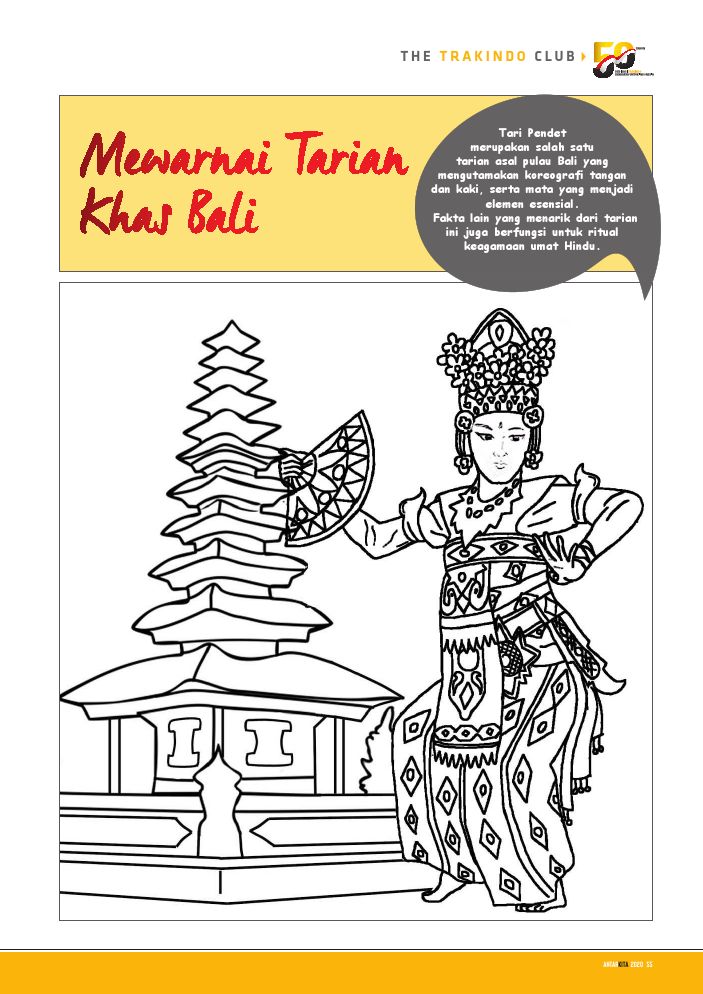 THE TRAKINDO CLUB
50
Mewarnai Tarian
Khas Bali
Tari Pendet
merupakan salah satu
tarian asal pulau Bali yang
mengutamakan koreografi tangan
dan kaki, serta mata yang menjadi
elemen esensial.
Fakta lain yang menarik dari tarian
ini juga berfungsi untuk ritual
keagamaan umat Hindu.
ANTARKITA 2020 55